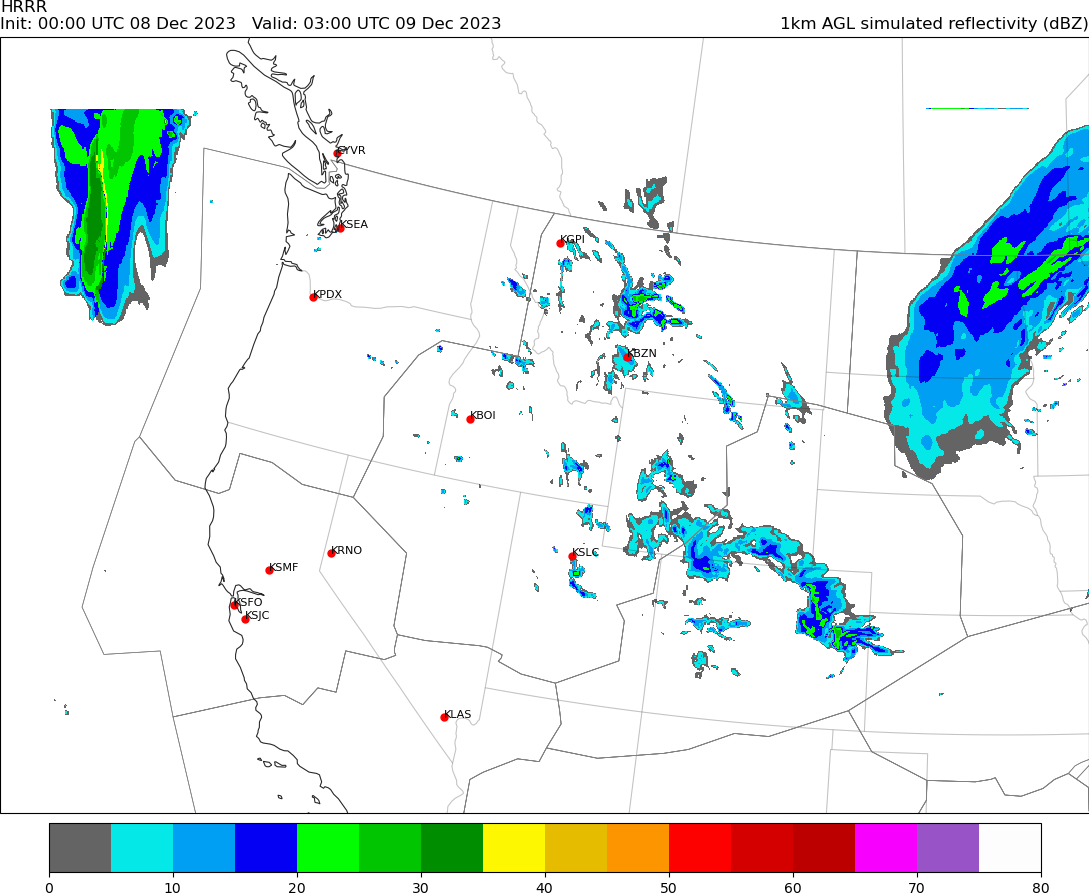 HRRR
Init: 00:00 UTC 08 Dec 2023   Valid: 03:00 UTC 09 Dec 2023   1km AGL simulated reflectivity (dBZ)
CYVR
KSEA
KGPI
KPDX
KBZN
KBOI
KRNO
KSLC
KSMF
KSFO
KSJC
KLAS
0 10 20 30 40 50 60 70 80